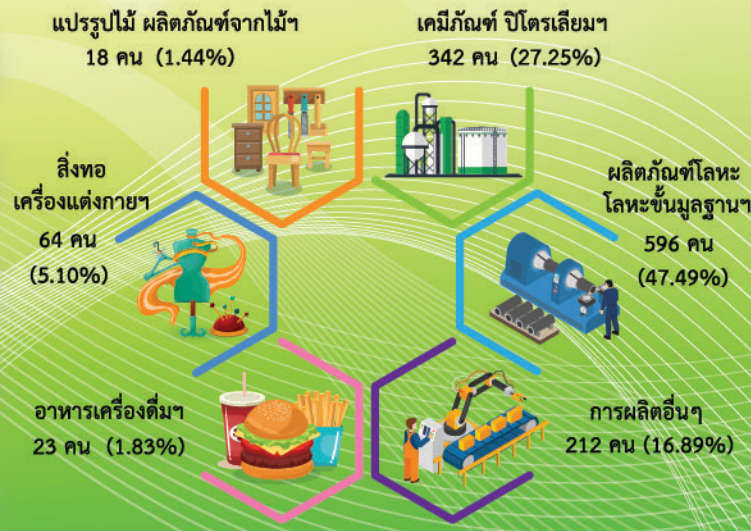 แปรรูปไม้ ผลิตภัณฑ์จากไม้ฯ
18 คน (1.44%)
เคมีภัณฑ์ ปิโตรเลียมฯ
342 คน (27.25%)
สิ่งทอ
เครื่องแต่งกายฯ
64 คน
(5.10%)
ผลิตภัณฑ์โลหะ
โลหะขั้นมูลฐานฯ
596 คน
(47.49%)
อาหารเครื่องดื่มฯ
23 คน (1.83%)
การผลิตอื่นๆ
212 คน (16.89%)